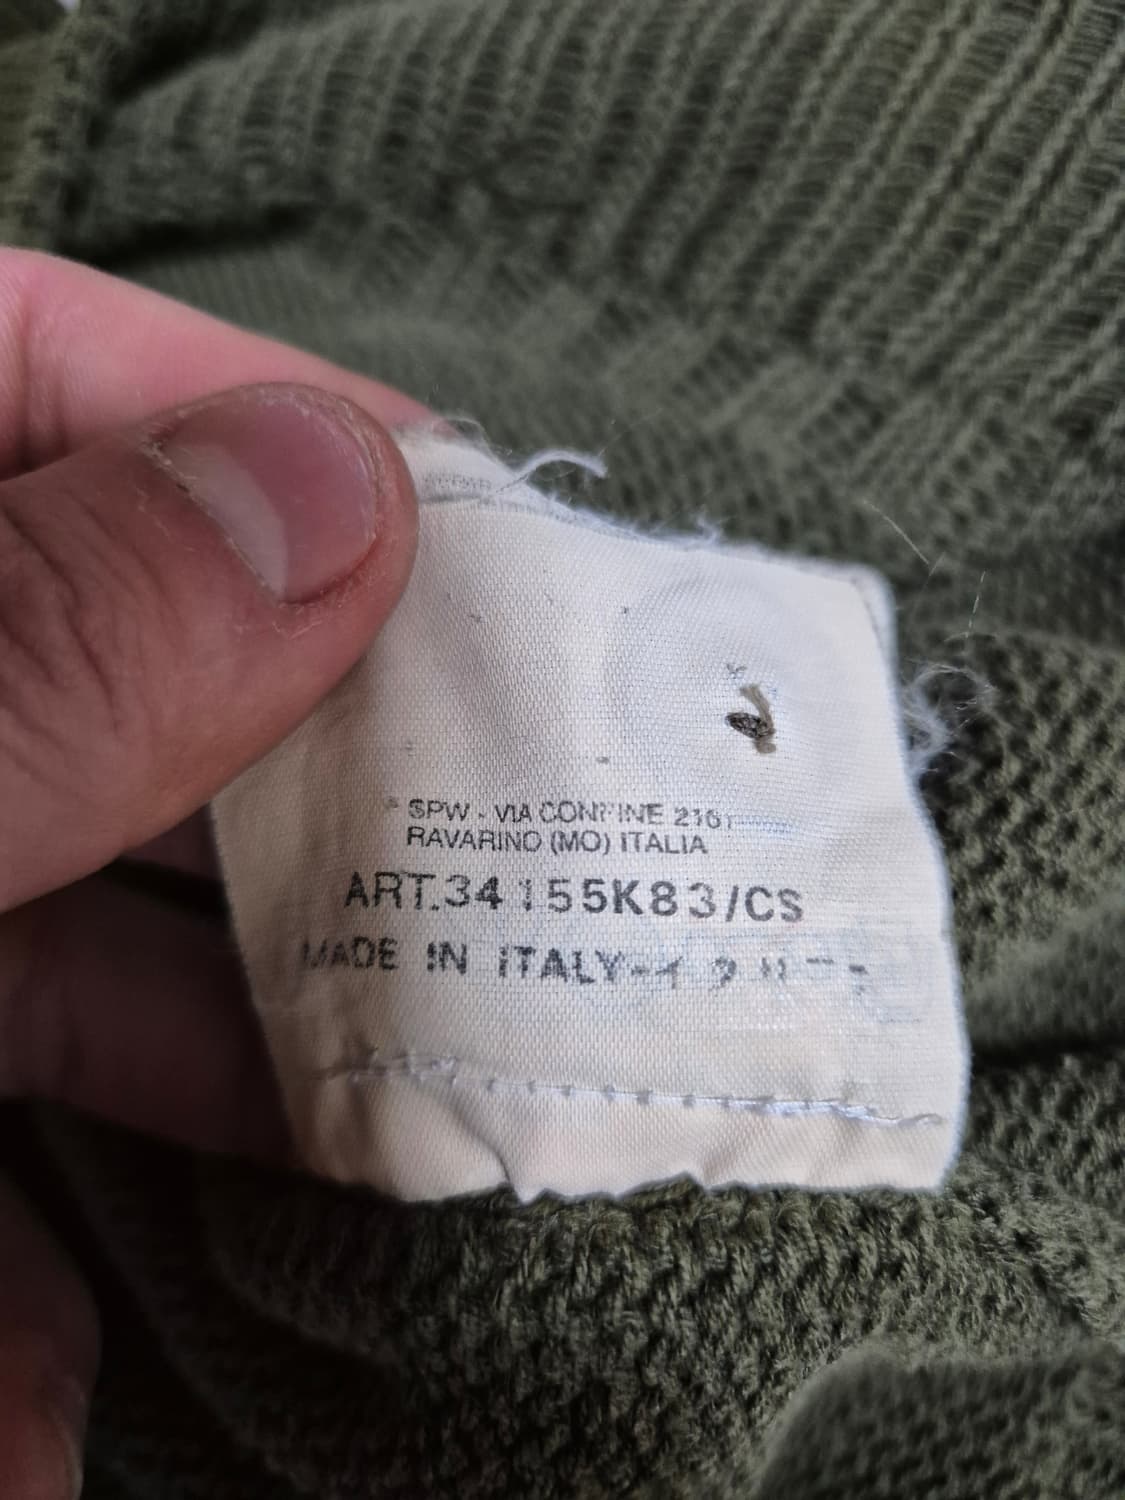 SPW - VIA CONFINE 2161
RAVARINO (MO) ITALIA
ART.34155K83/CS
MADE IN ITALY-